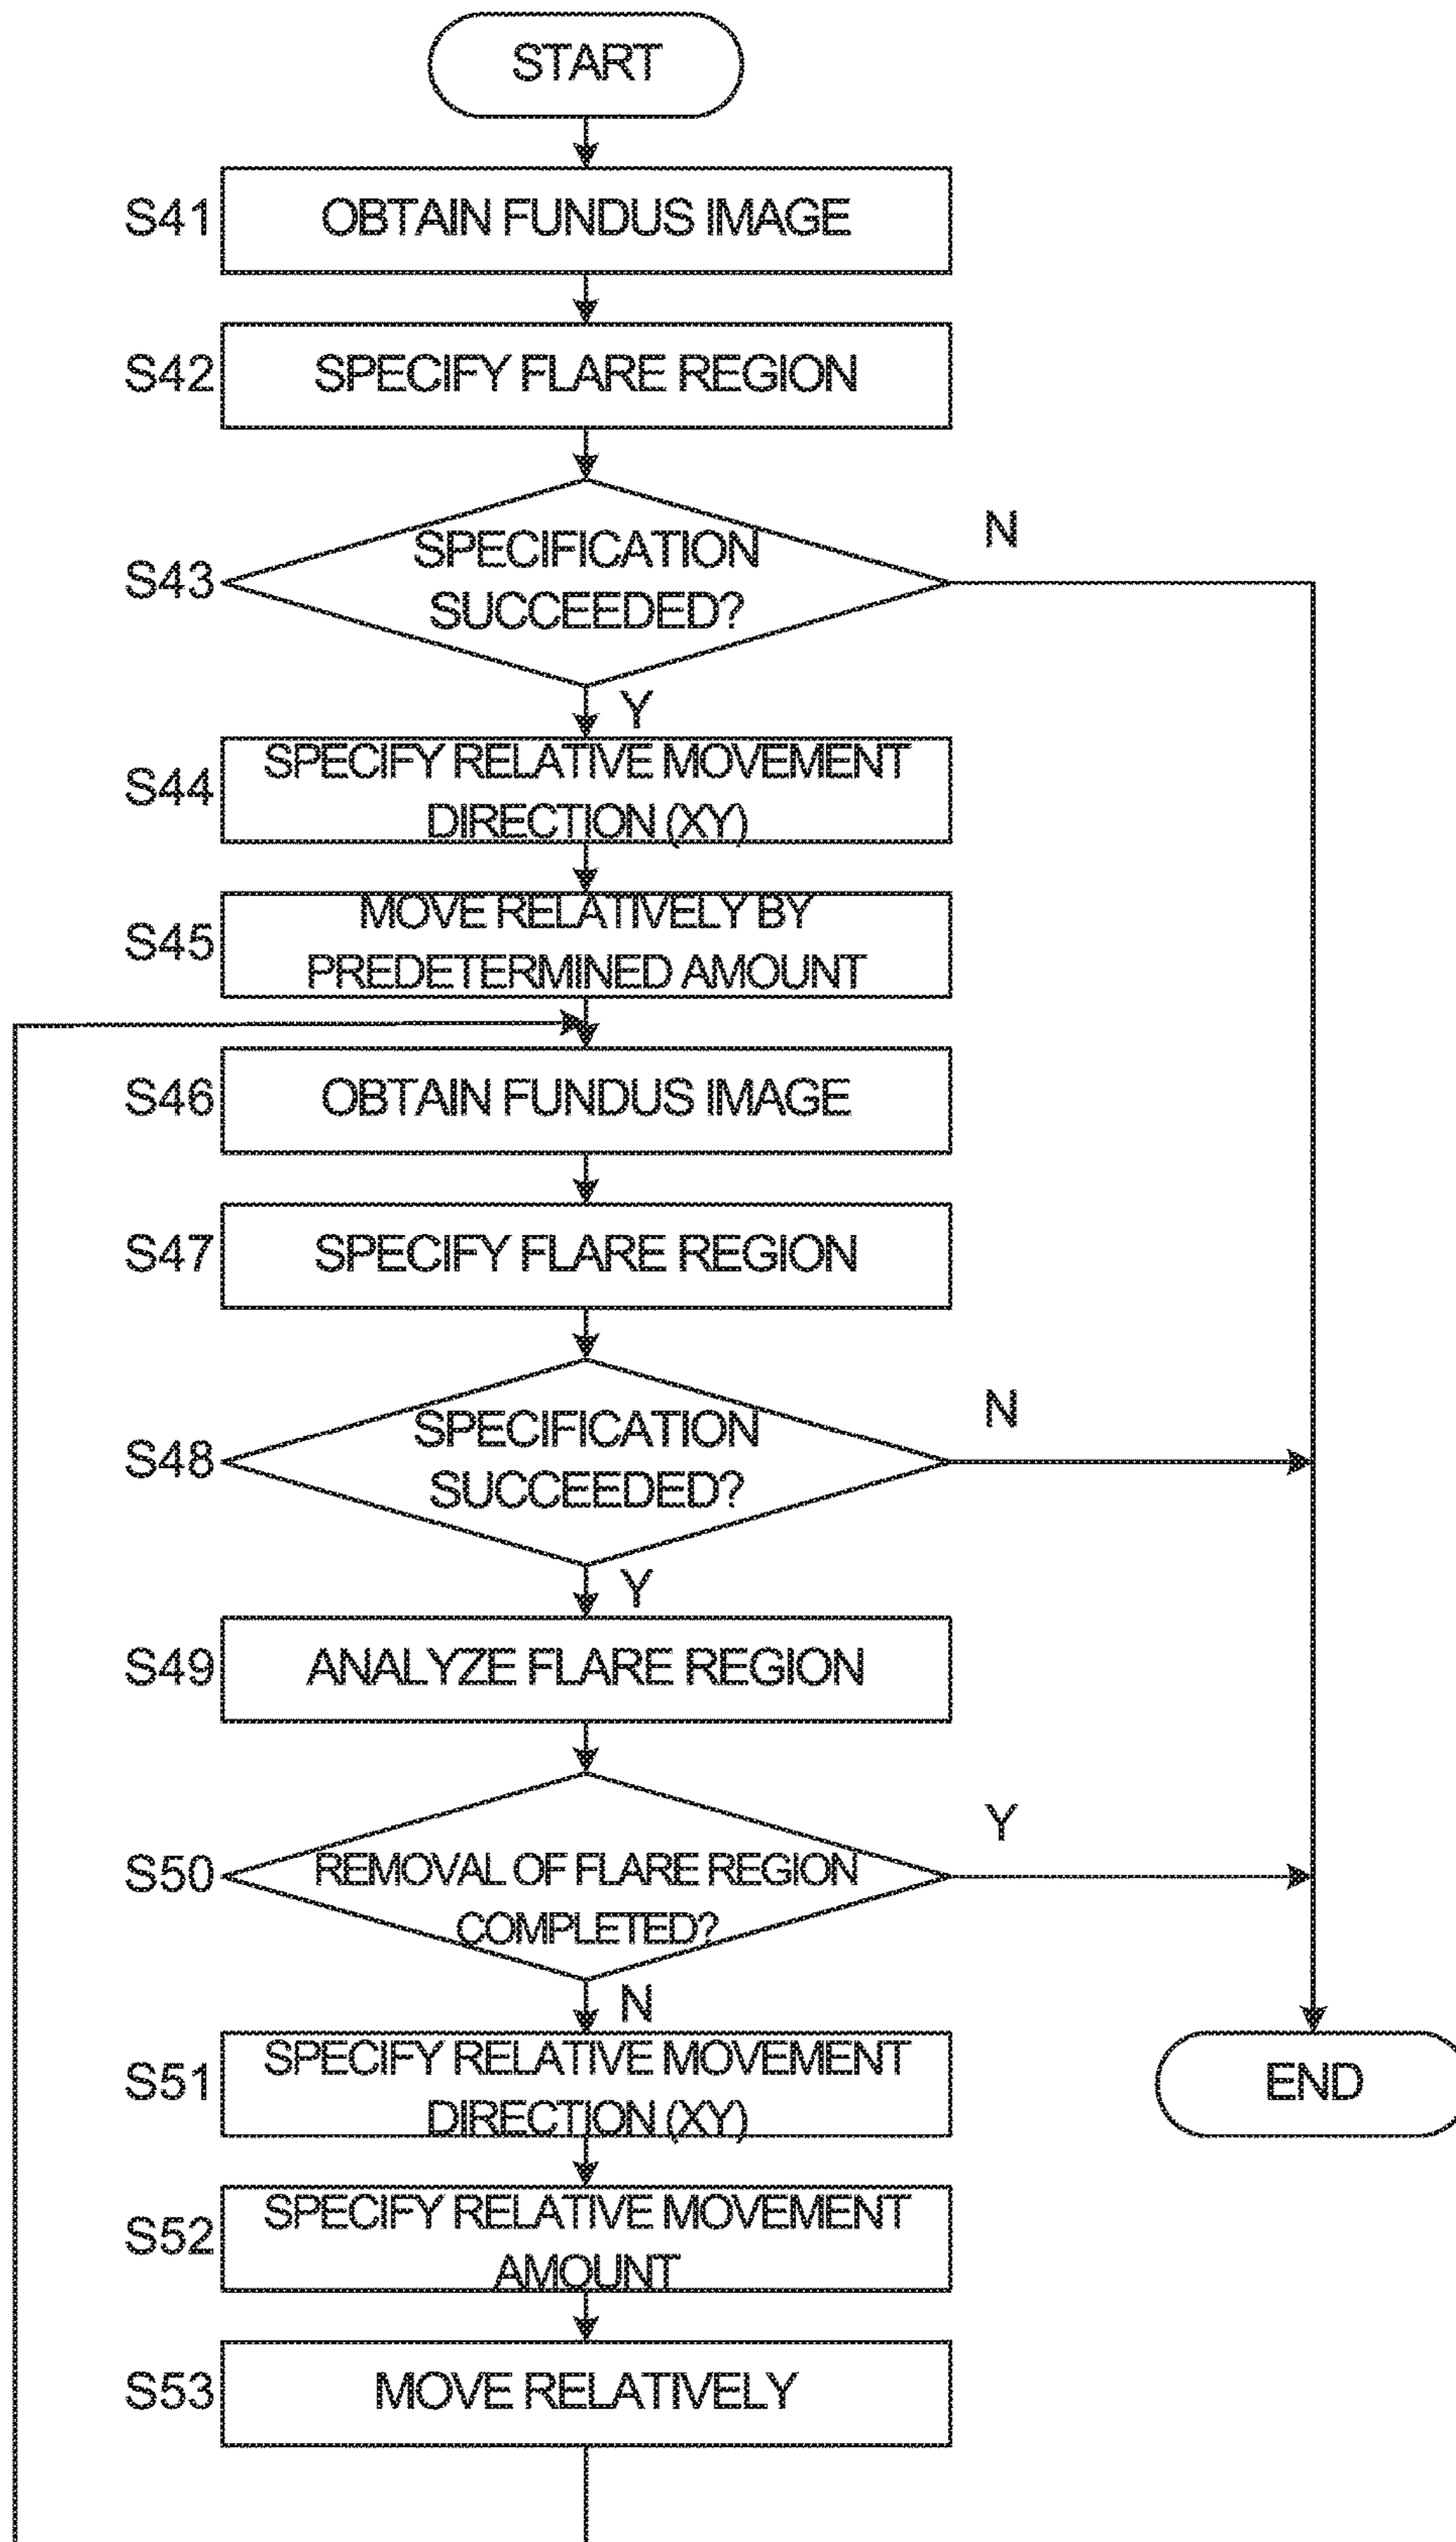 START
S41
OBTAIN FUNDUS IMAGE
S42
SPECIFY FLARE REGION
S43
SPECIFICATION
SUCCEEDED?
N
Y
S44
SPECIFY RELATIVE MOVEMENT
DIRECTION (XY)
S45
MOVE RELATIVELY BY
PREDETERMINED AMOUNT
S46
OBTAIN FUNDUS IMAGE
S47
SPECIFY FLARE REGION
S48
SPECIFICATION
SUCCEEDED?
N
Y
S49
ANALYZE FLARE REGION
S50
REMOVAL OF FLARE REGION
COMPLETED?
Y
N
S51
SPECIFY RELATIVE MOVEMENT
DIRECTION (XY)
END
S52
SPECIFY RELATIVE MOVEMENT
AMOUNT
S53
MOVE RELATIVELY